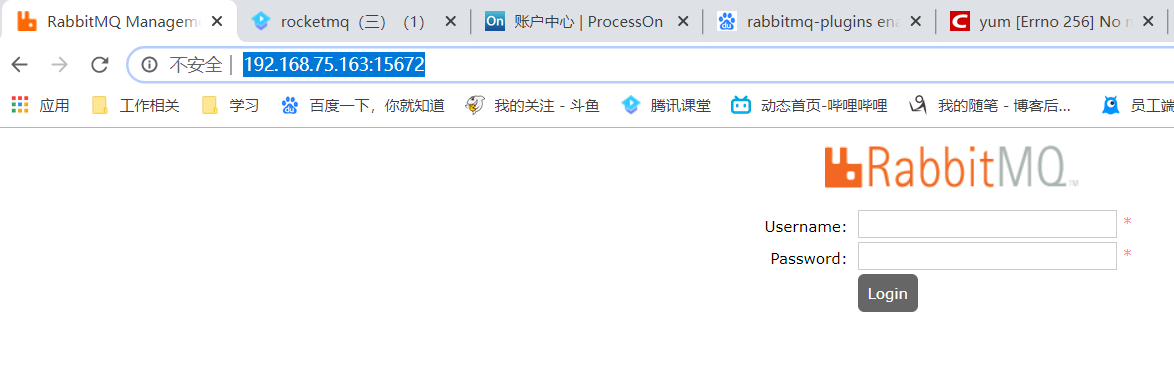 RabbitMQ Managem
rocketmq（三）（1）
账户中心 | ProcessOn
rabbitmq-plugins ena
yum [Errno 256] No m
不安全 | 192.168.75.163:15672
应用 工作相关 学习 百度一下，你就知道 我的关注 - 斗鱼 腾讯课堂 动态首页-哔哩哔哩 我的随笔 - 博客后... 员工端
RabbitMQ TM
Username: *
Password: *
Login